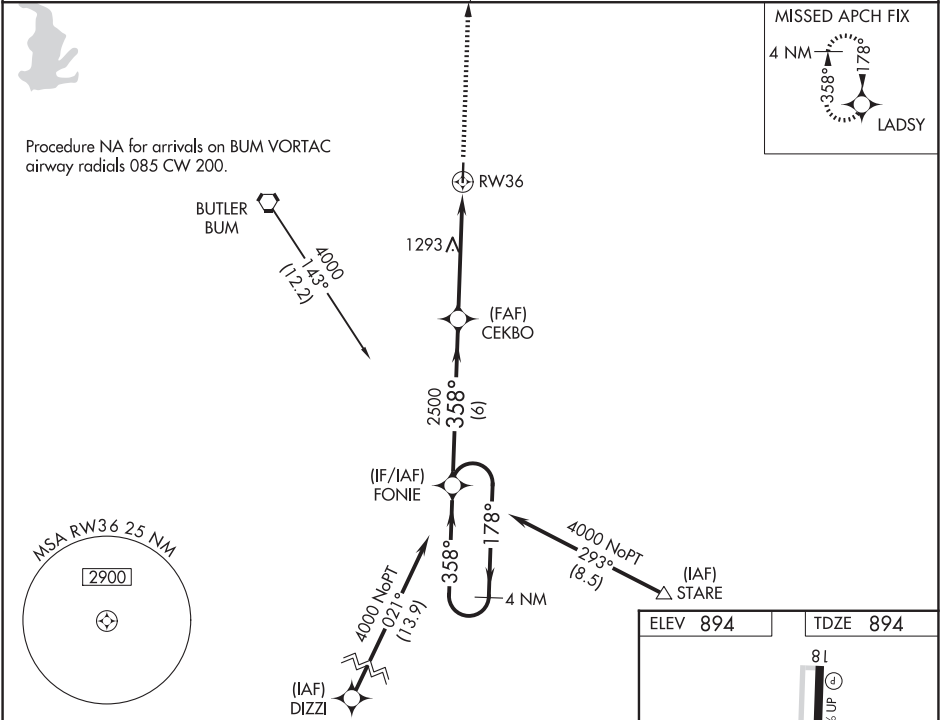 MISSED APCH FIX
4 NM
358°
178°
LADSY
Procedure NA for arrivals on BUM VORTAC
airway radials 085 CW 200.
RW36
BUTLER
BUM
4000
143°
(12.2)
1293
(FAF)
CEKBO
2500
358°
(6)
(IF/IAF)
FONIE
358°
178°
4 NM
4000 NoPT
293°
(8.5)
(IAF)
STARE
MSA RW36 25 NM
2900
4000 NoPT
021°
(13.9)
(IAF)
DIZZI
ELEV 894
TDZE 894
18
P
% UP